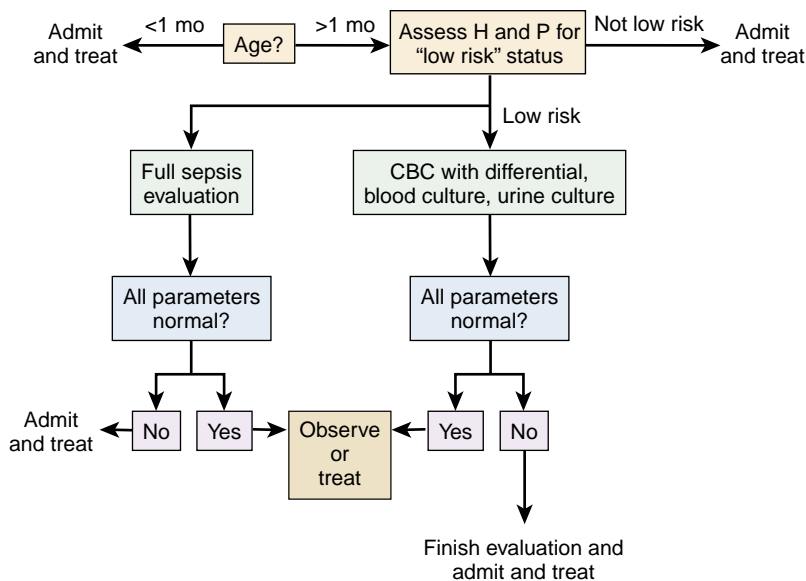 Admit
and treat
<1 mo
Age?
>1 mo
Assess H and P for
“low risk” status
Not low risk
Admit
and treat
Low risk
Full sepsis
evaluation
CBC with differential,
blood culture, urine culture
All parameters
normal?
All parameters
normal?
Admit
and treat
No
Yes
Observe
or
treat
Yes
No
Finish evaluation and
admit and treat